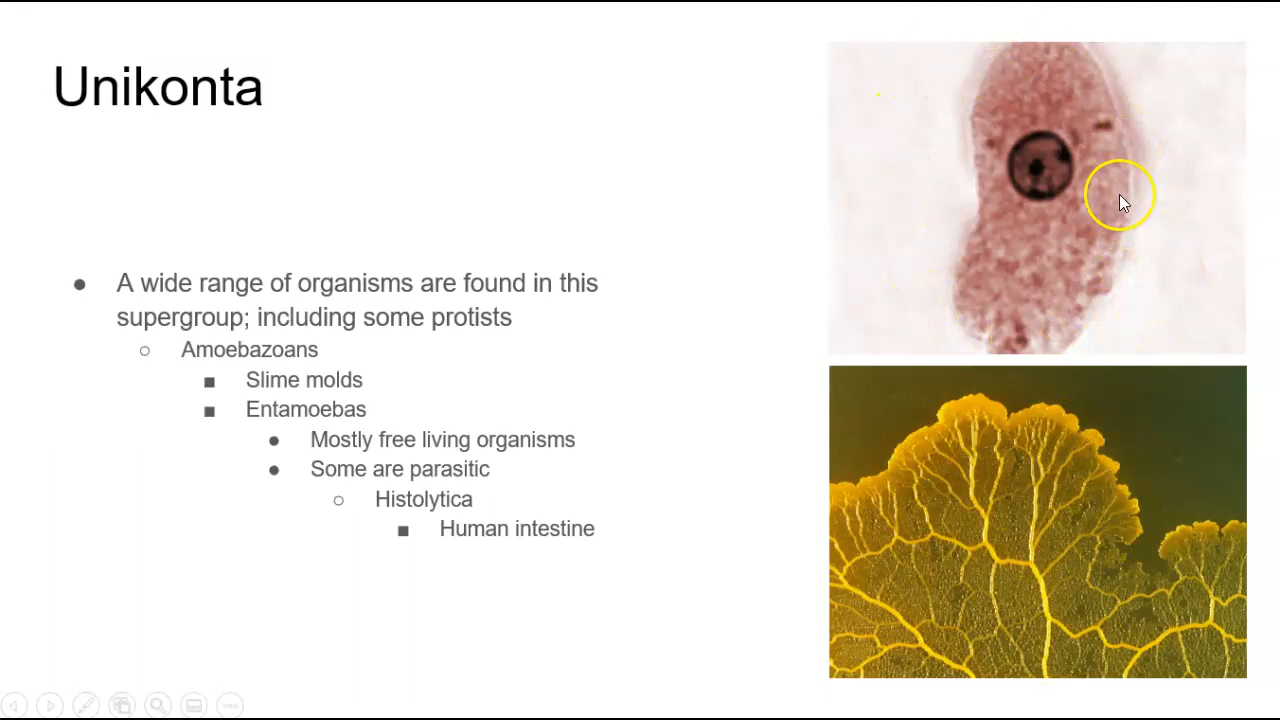 Unikonta
● A wide range of organisms are found in this
supergroup; including some protists
○ Amoebazoans
■ Slime molds
■ Entamoebas
● Mostly free living organisms
● Some are parasitic
○ Histolytica
■ Human intestine